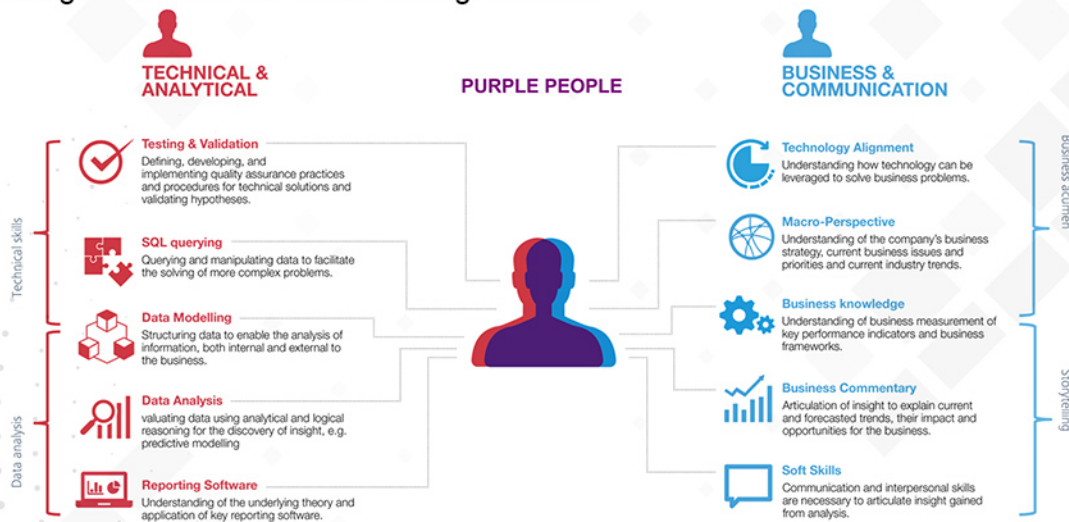 TECHNICAL &
ANALYTICAL
PURPLE PEOPLE
BUSINESS &
COMMUNICATION
Technical skills
Testing & Validation
Defining, developing, and
implementing quality assurance practices
and procedures for technical solutions and
validating hypotheses.
SQL querying
Querying and manipulating data to facilitate
the solving of more complex problems.
Data analysis
Data Modelling
Structuring data to enable the analysis of
information, both internal and external to
the business.
Data Analysis
valuating data using analytical and logical
reasoning for the discovery of insight, e.g.
predictive modelling
Reporting Software
Understanding of the underlying theory and
application of key reporting software.
Business acumen
Technology Alignment
Understanding how technology can be
leveraged to solve business problems.
Macro-Perspective
Understanding of the company's business
strategy, current business issues and
priorities and current industry trends.
Storytelling
Business knowledge
Understanding of business measurement of
key performance indicators and business
frameworks.
Business Commentary
Articulation of insight to explain current
and forecasted trends, their impact and
opportunities for the business.
Soft Skills
Communication and interpersonal skills
are necessary to articulate insight gained
from analysis.